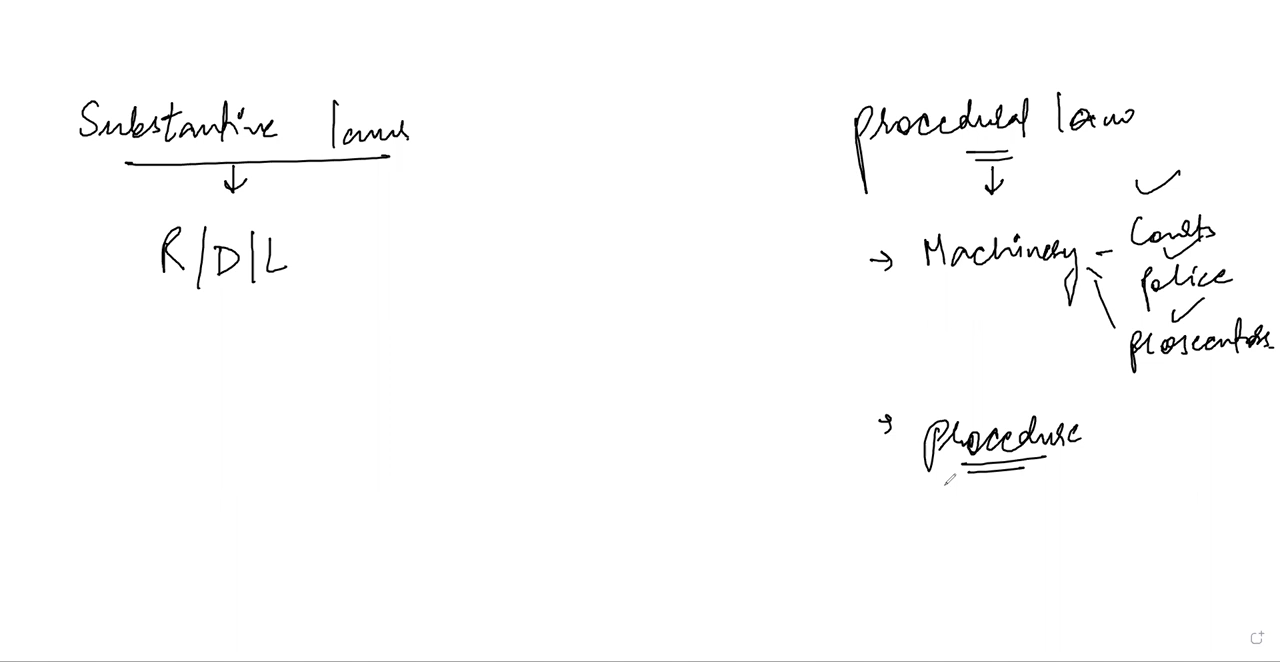 Substantive laws
R/D/L
procedural law
→ Machinery - Courts
police
prosecutors
→ procedure